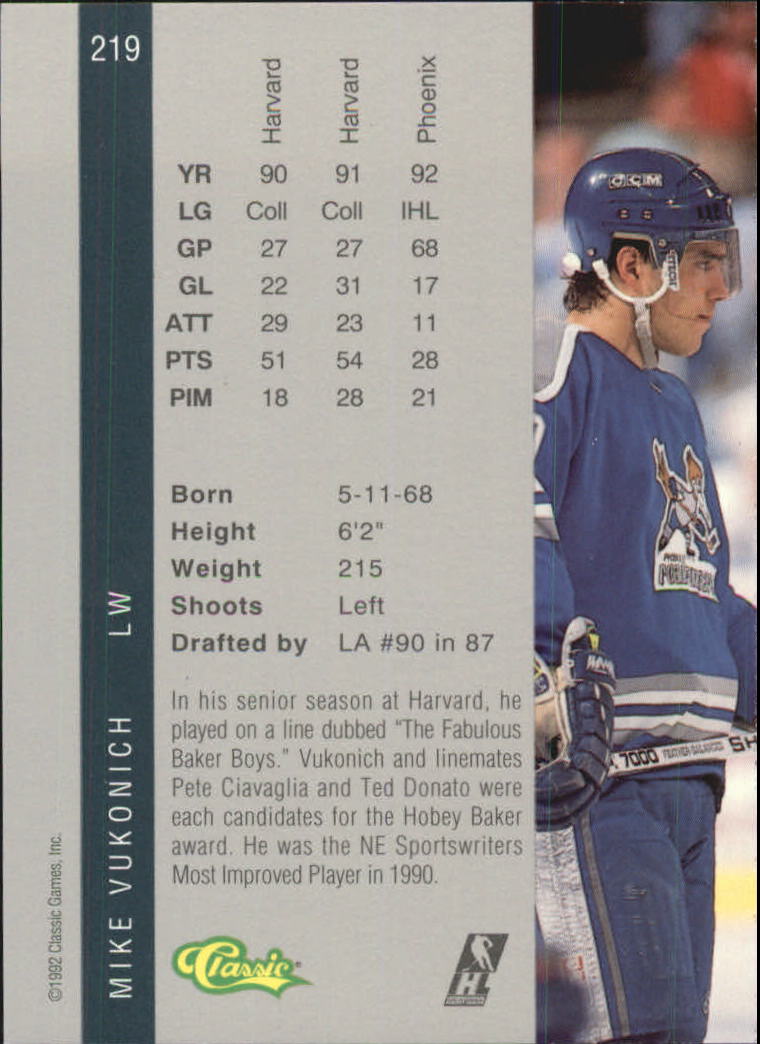 219
Harvard Harvard Phoenix
YR 90 91 92
LG Coll Coll IHL
GP 27 27 68
GL 22 31 17
ATT 29 23 11
PTS 51 54 28
PIM 18 28 21
Born 5-11-68
Height 6'2"
Weight 215
Shoots Left
Drafted by LA #90 in 87
In his senior season at Harvard, he
played on a line dubbed "The Fabulous
Baker Boys." Vukonich and linemates
Pete Ciavaglia and Ted Donato were
each candidates for the Hobey Baker
award. He was the NE Sportswriters
Most Improved Player in 1990.
MIKE VUKONICH LW
©1992 Classic Games, Inc.
Classic
HL
CCM
7000 FEATHER-BALANCED SH